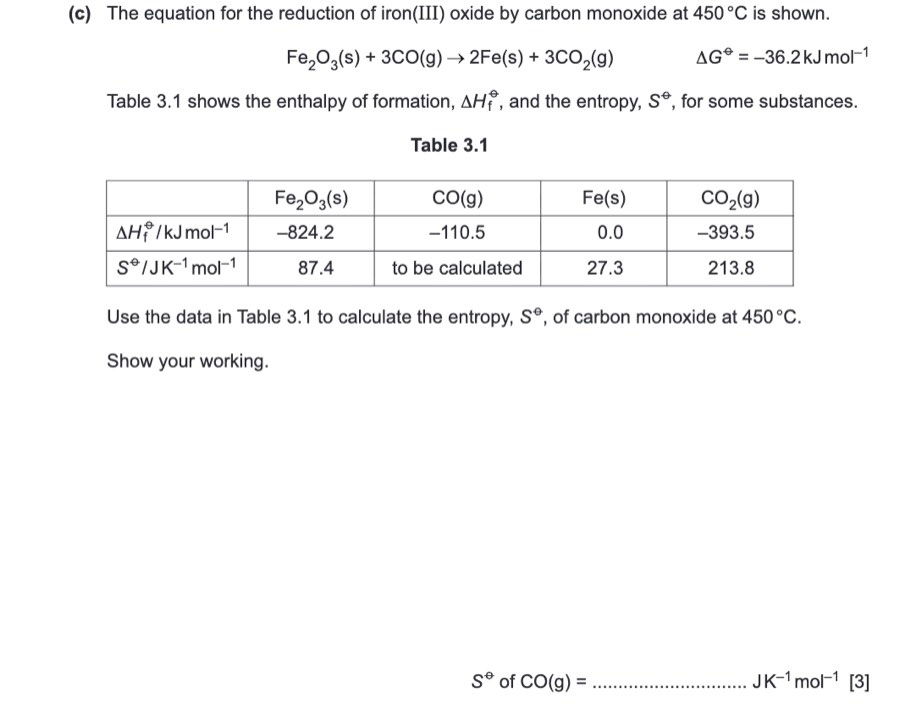 (c) The equation for the reduction of iron(III) oxide by carbon monoxide at 450 °C is shown.
Fe₂O₃(s) + 3CO(g) → 2Fe(s) + 3CO₂(g) ΔG⦵ = –36.2 kJ mol⁻¹
Table 3.1 shows the enthalpy of formation, ΔHf⦵, and the entropy, S⦵, for some substances.
Table 3.1
Fe₂O₃(s) CO(g) Fe(s) CO₂(g)
ΔHf⦵ / kJ mol⁻¹ –824.2 –110.5 0.0 –393.5
S⦵ / J K⁻¹ mol⁻¹ 87.4 to be calculated 27.3 213.8
Use the data in Table 3.1 to calculate the entropy, S⦵, of carbon monoxide at 450 °C.
Show your working.
S⦵ of CO(g) = .............................. J K⁻¹ mol⁻¹ [3]